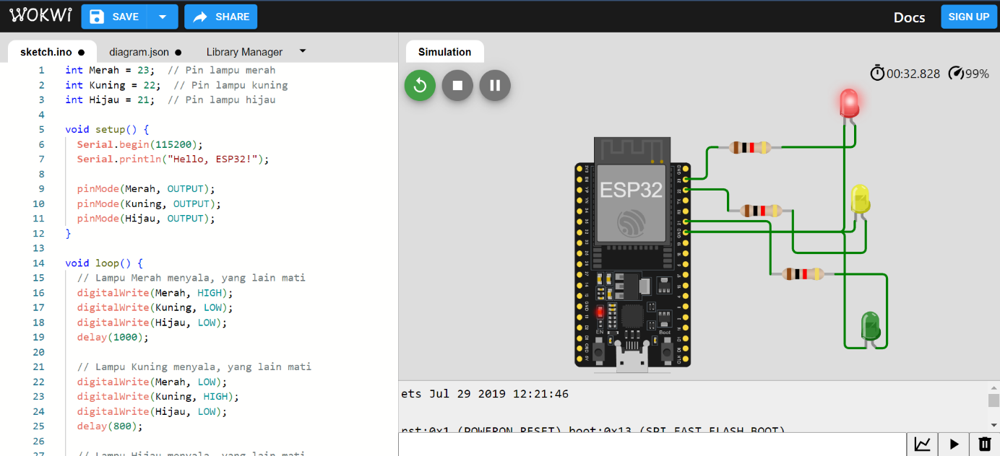 WOKWi SAVE SHARE Docs SIGN UP
sketch.ino ● diagram.json ● Library Manager
Simulation
00:32.828 99%
1 int Merah = 23;  // Pin lampu merah
2 int Kuning = 22;  // Pin lampu kuning
3 int Hijau = 21;  // Pin lampu hijau
4
5 void setup() {
6   Serial.begin(115200);
7   Serial.println("Hello, ESP32!");
8
9   pinMode(Merah, OUTPUT);
10   pinMode(Kuning, OUTPUT);
11   pinMode(Hijau, OUTPUT);
12 }
13
14 void loop() {
15   // Lampu Merah menyala, yang lain mati
16   digitalWrite(Merah, HIGH);
17   digitalWrite(Kuning, LOW);
18   digitalWrite(Hijau, LOW);
19   delay(1000);
20
21   // Lampu Kuning menyala, yang lain mati
22   digitalWrite(Merah, LOW);
23   digitalWrite(Kuning, HIGH);
24   digitalWrite(Hijau, LOW);
25   delay(800);
26
27   // Lampu Hijau menyala, yang lain mati
ESP32
EN
Boot
ets Jul 29 2019 12:21:46
rst:0x1 (POWERON_RESET),boot:0x13 (SPI_FAST_FLASH_BOOT)